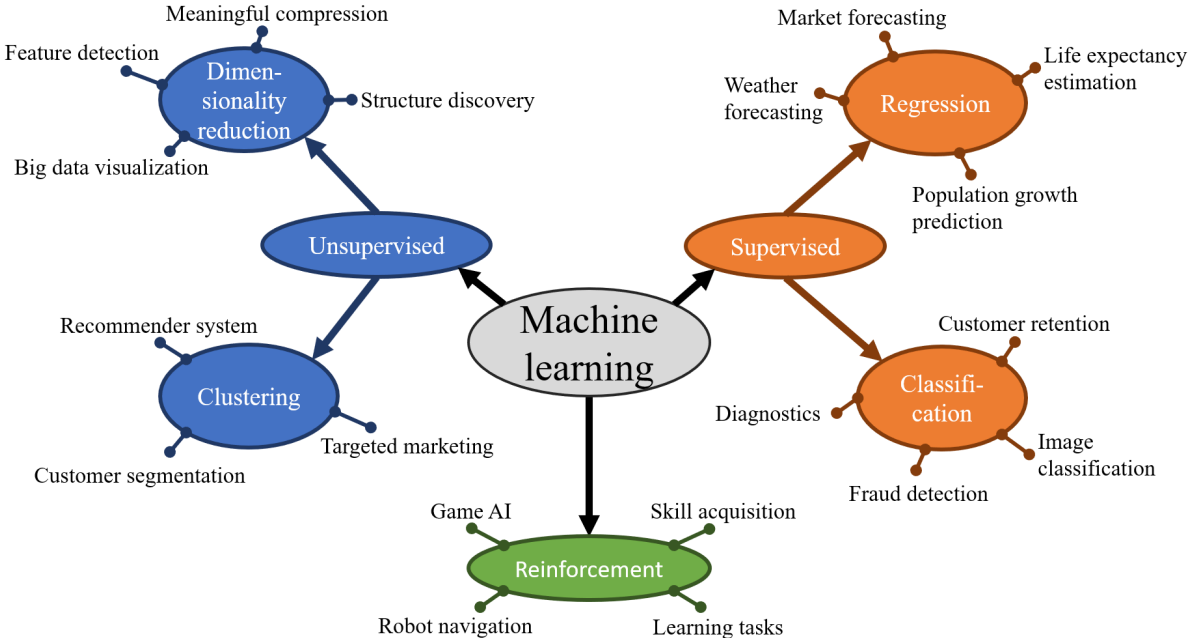 Meaningful compression
Feature detection
Dimen-
sionality
reduction
Structure discovery
Big data visualization
Market forecasting
Life expectancy
estimation
Weather
forecasting
Regression
Population growth
prediction
Unsupervised
Supervised
Machine
learning
Recommender system
Clustering
Targeted marketing
Customer segmentation
Customer retention
Classifi-
cation
Diagnostics
Image
classification
Fraud detection
Game AI
Skill acquisition
Reinforcement
Robot navigation
Learning tasks